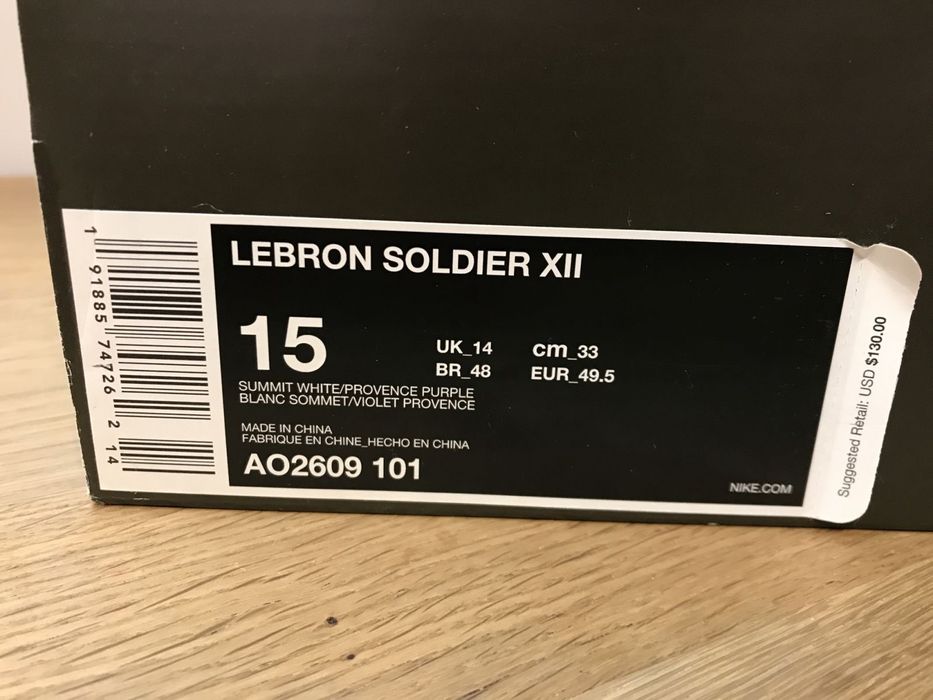 LEBRON SOLDIER XII
15
UK_14 cm_33
BR_48 EUR_49.5
SUMMIT WHITE/PROVENCE PURPLE
BLANC SOMMET/VIOLET PROVENCE
MADE IN CHINA
FABRIQUE EN CHINE_HECHO EN CHINA
AO2609 101
NIKE.COM
1 91885 74726 2 14
Suggested Retail: USD $130.00